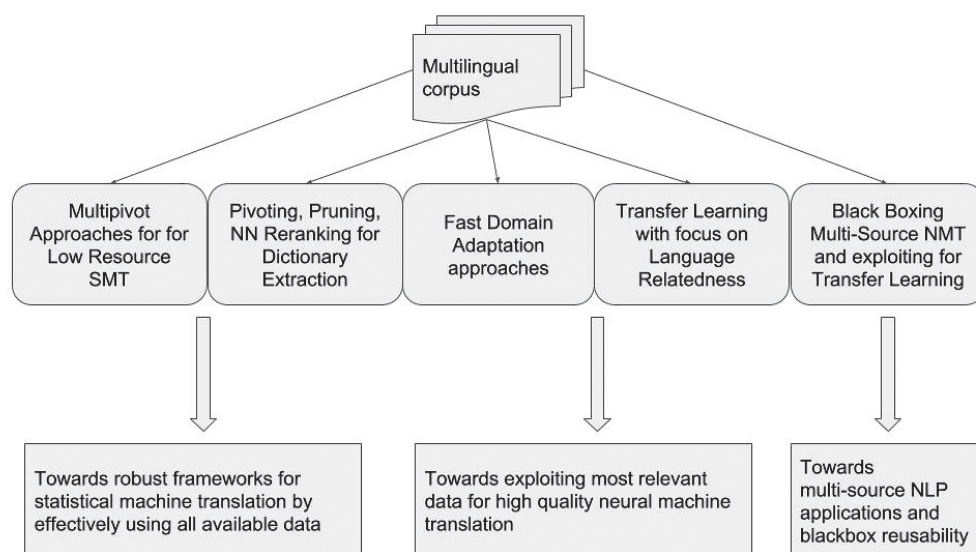 Multilingual
corpus
Multipivot
Approaches for for
Low Resource
SMT
Pivoting, Pruning,
NN Reranking for
Dictionary
Extraction
Fast Domain
Adaptation
approaches
Transfer Learning
with focus on
Language
Relatedness
Black Boxing
Multi-Source NMT
and exploiting for
Transfer Learning
Towards robust frameworks for
statistical machine translation by
effectively using all available data
Towards exploiting most relevant
data for high quality neural machine
translation
Towards
multi-source NLP
applications and
blackbox reusability